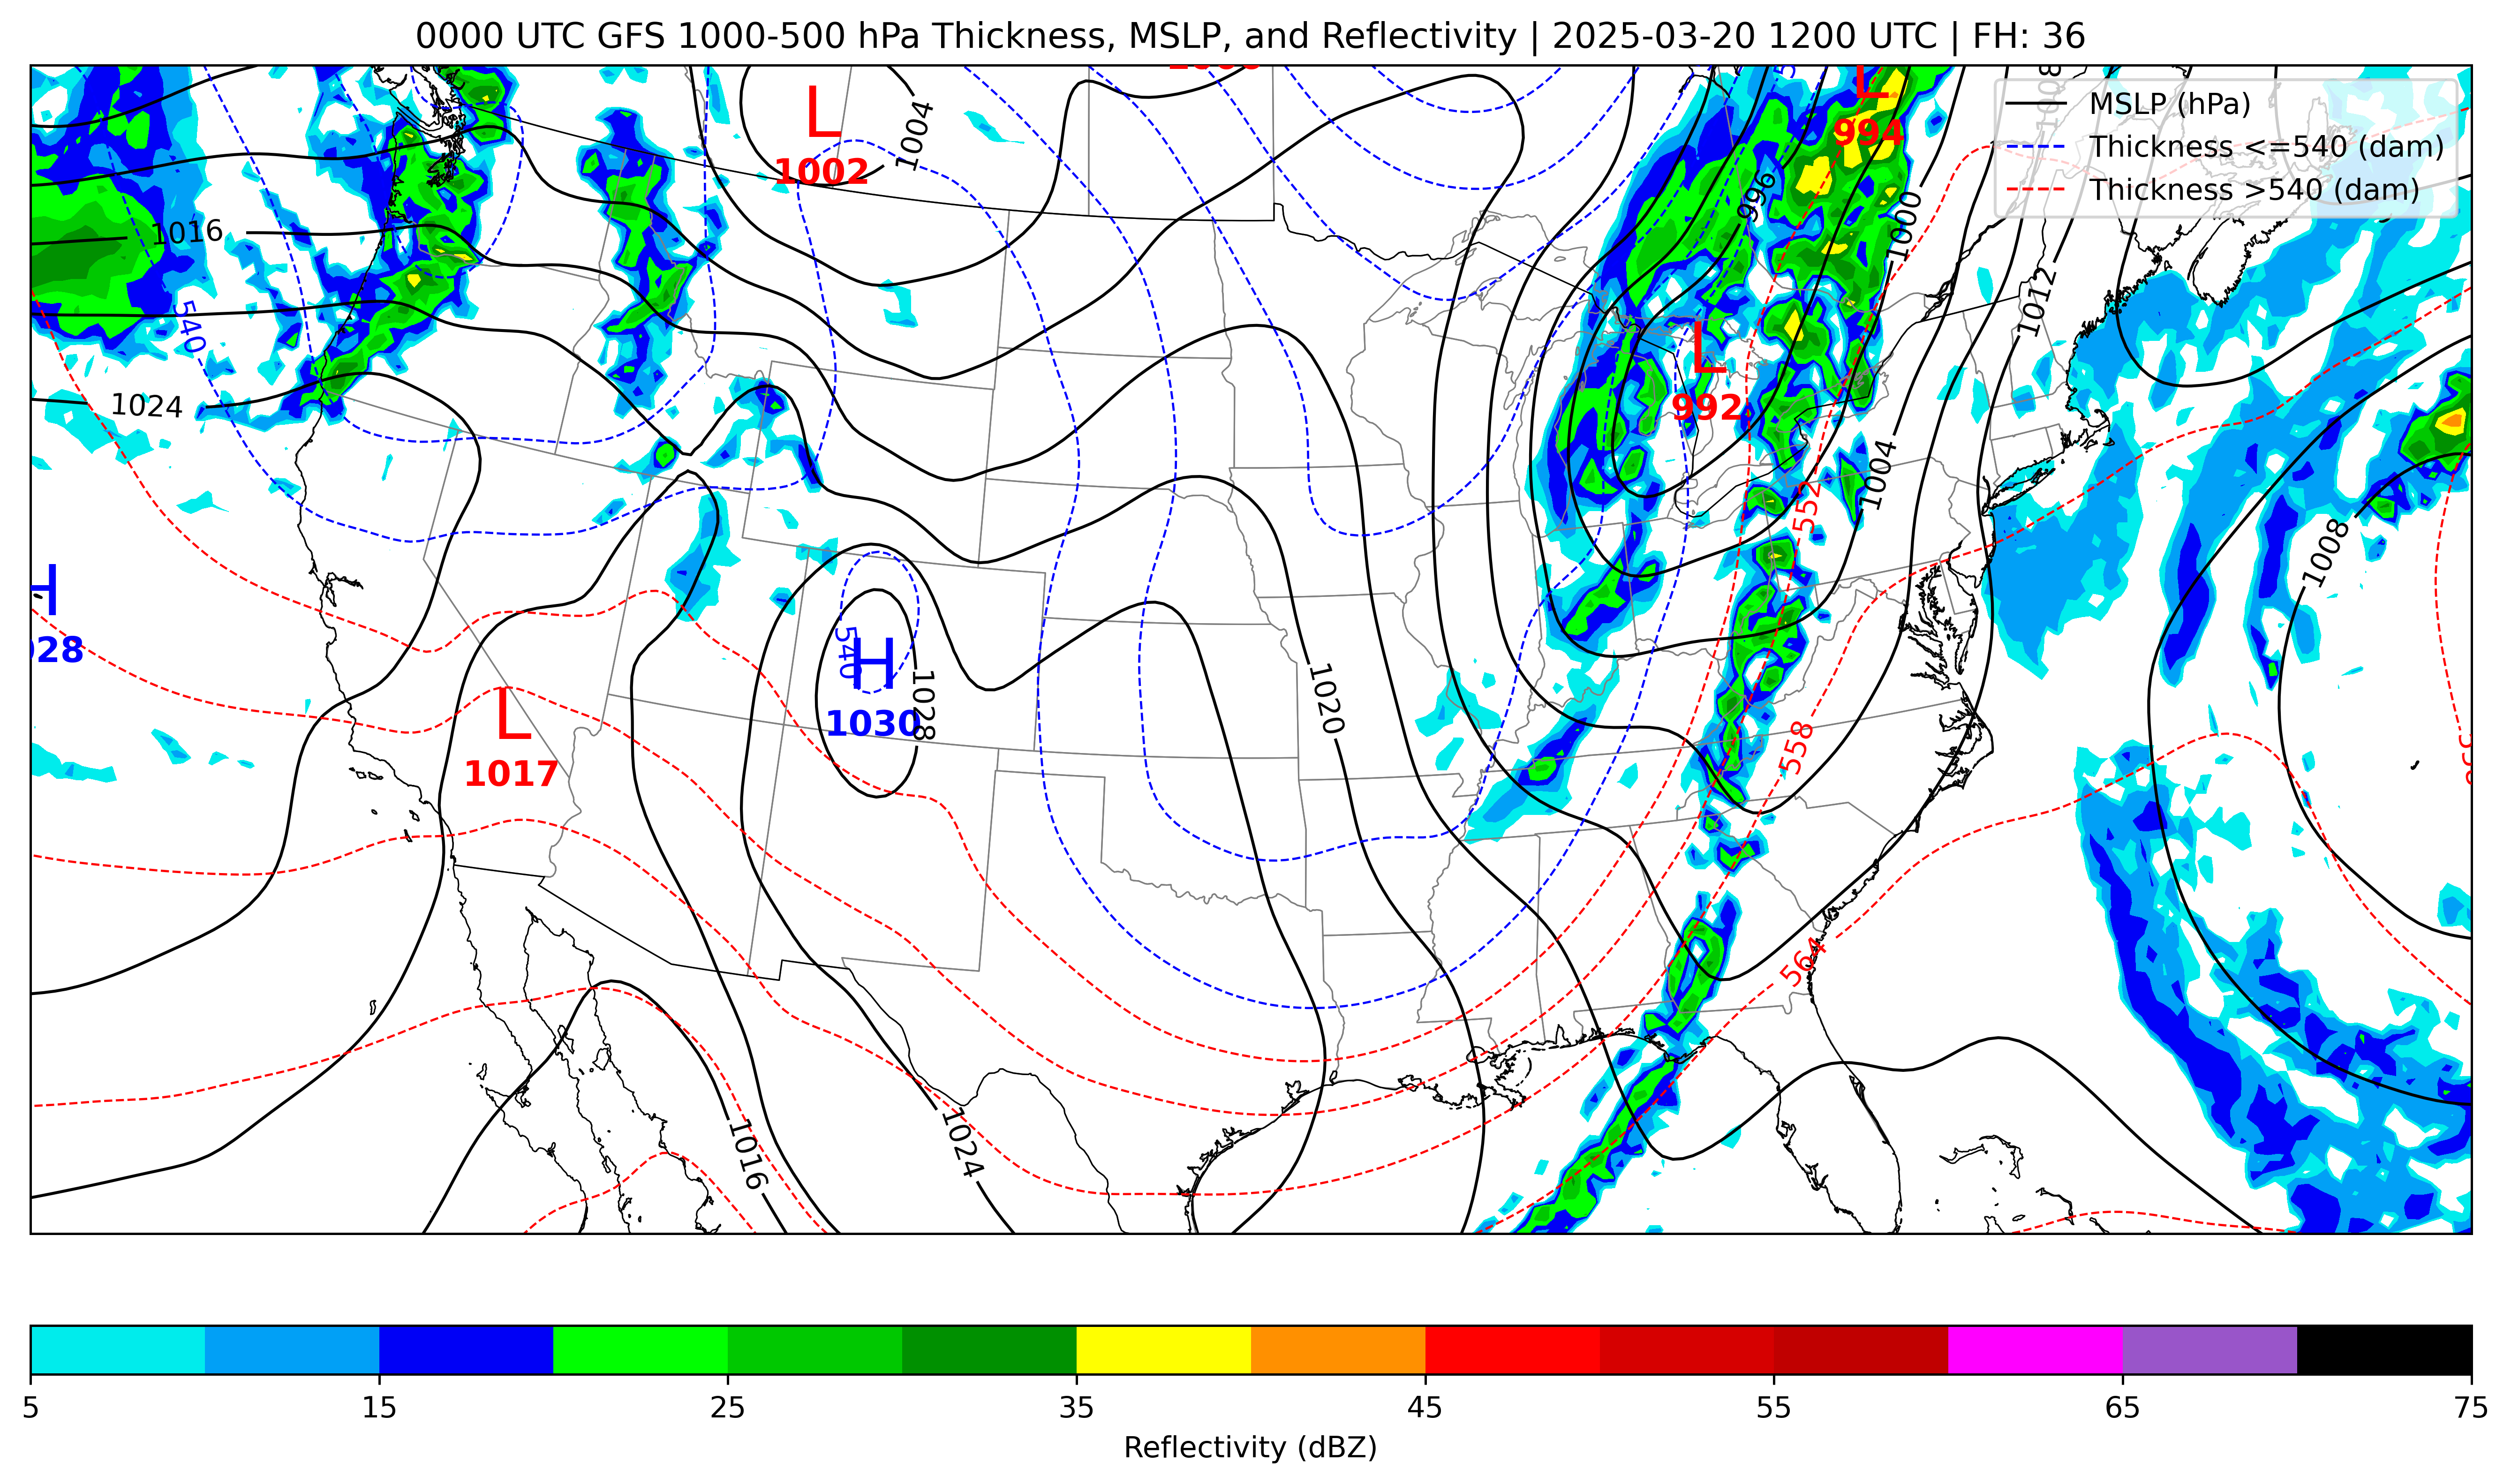 0000 UTC GFS 1000-500 hPa Thickness, MSLP, and Reflectivity | 2025-03-20 1200 UTC | FH: 36
MSLP (hPa)
Thickness <=540 (dam)
Thickness >540 (dam)
L
1002
1004
L
994
1008
996
1000
1016
540
1012
L
992
1024
1004
552
1008
H
028
540
H
1030
1028
1020
L
1017
558
564
1016
1024
5
15
25
35
45
55
65
75
Reflectivity (dBZ)